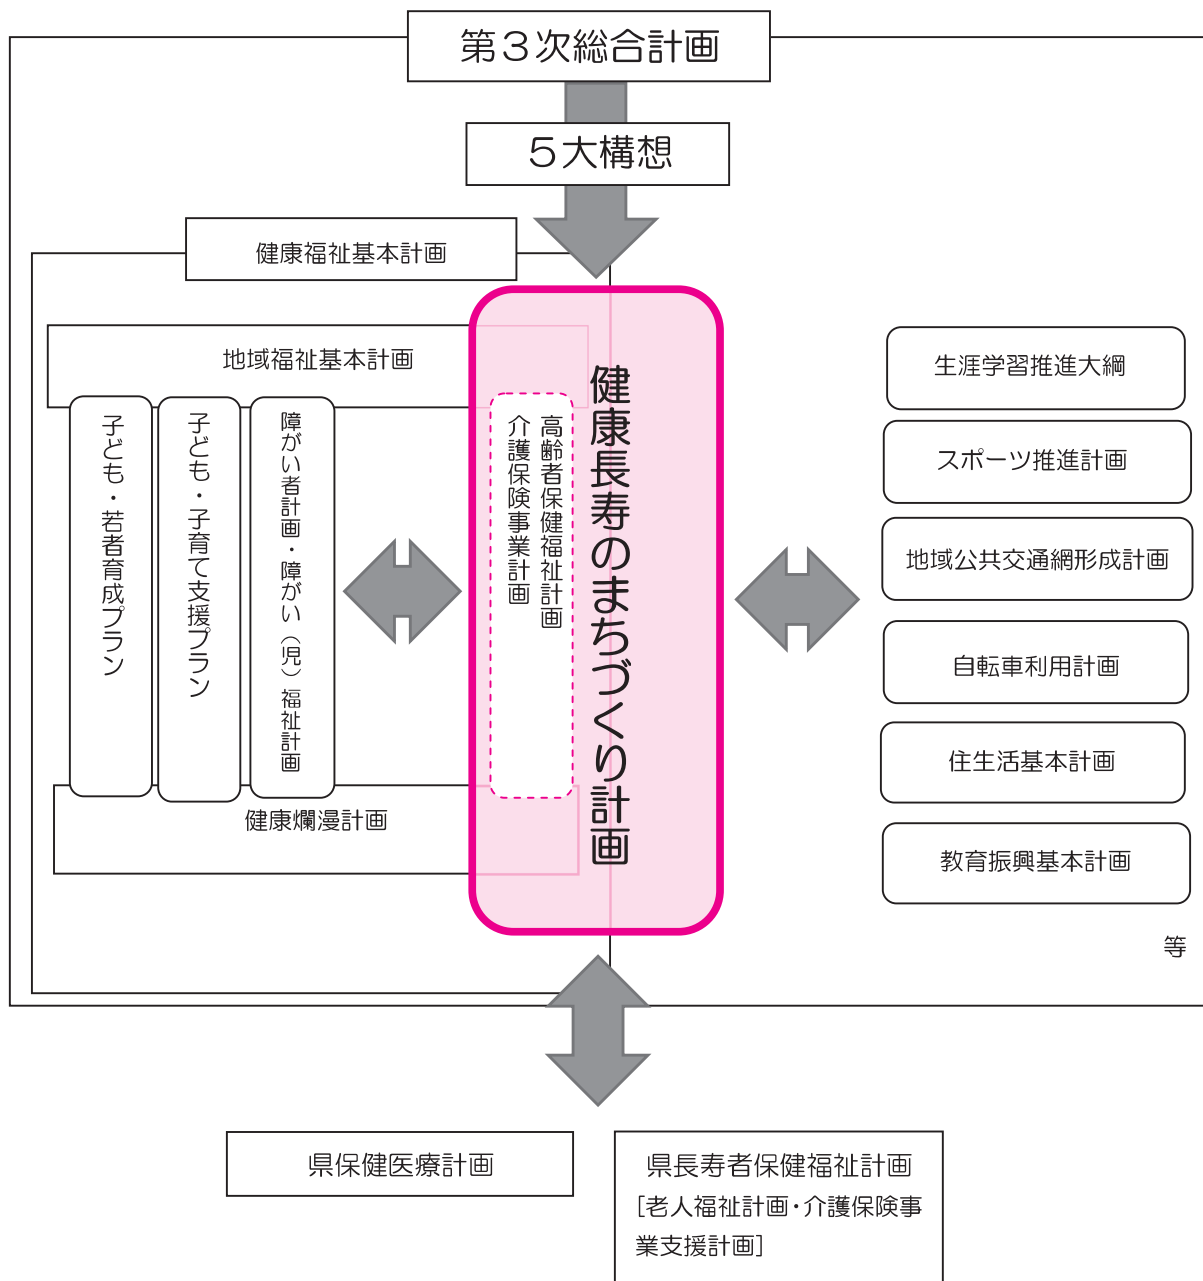 第３次総合計画
５大構想
健康福祉基本計画
地域福祉基本計画
子ども・若者育成プラン
子ども・子育て支援プラン
障がい者計画・障がい（児）福祉計画
高齢者保健福祉計画
介護保険事業計画
健康長寿のまちづくり計画
健康爛漫計画
生涯学習推進大綱
スポーツ推進計画
地域公共交通網形成計画
自転車利用計画
住生活基本計画
教育振興基本計画
等
県保健医療計画
県長寿者保健福祉計画
[老人福祉計画・介護保険事
業支援計画]